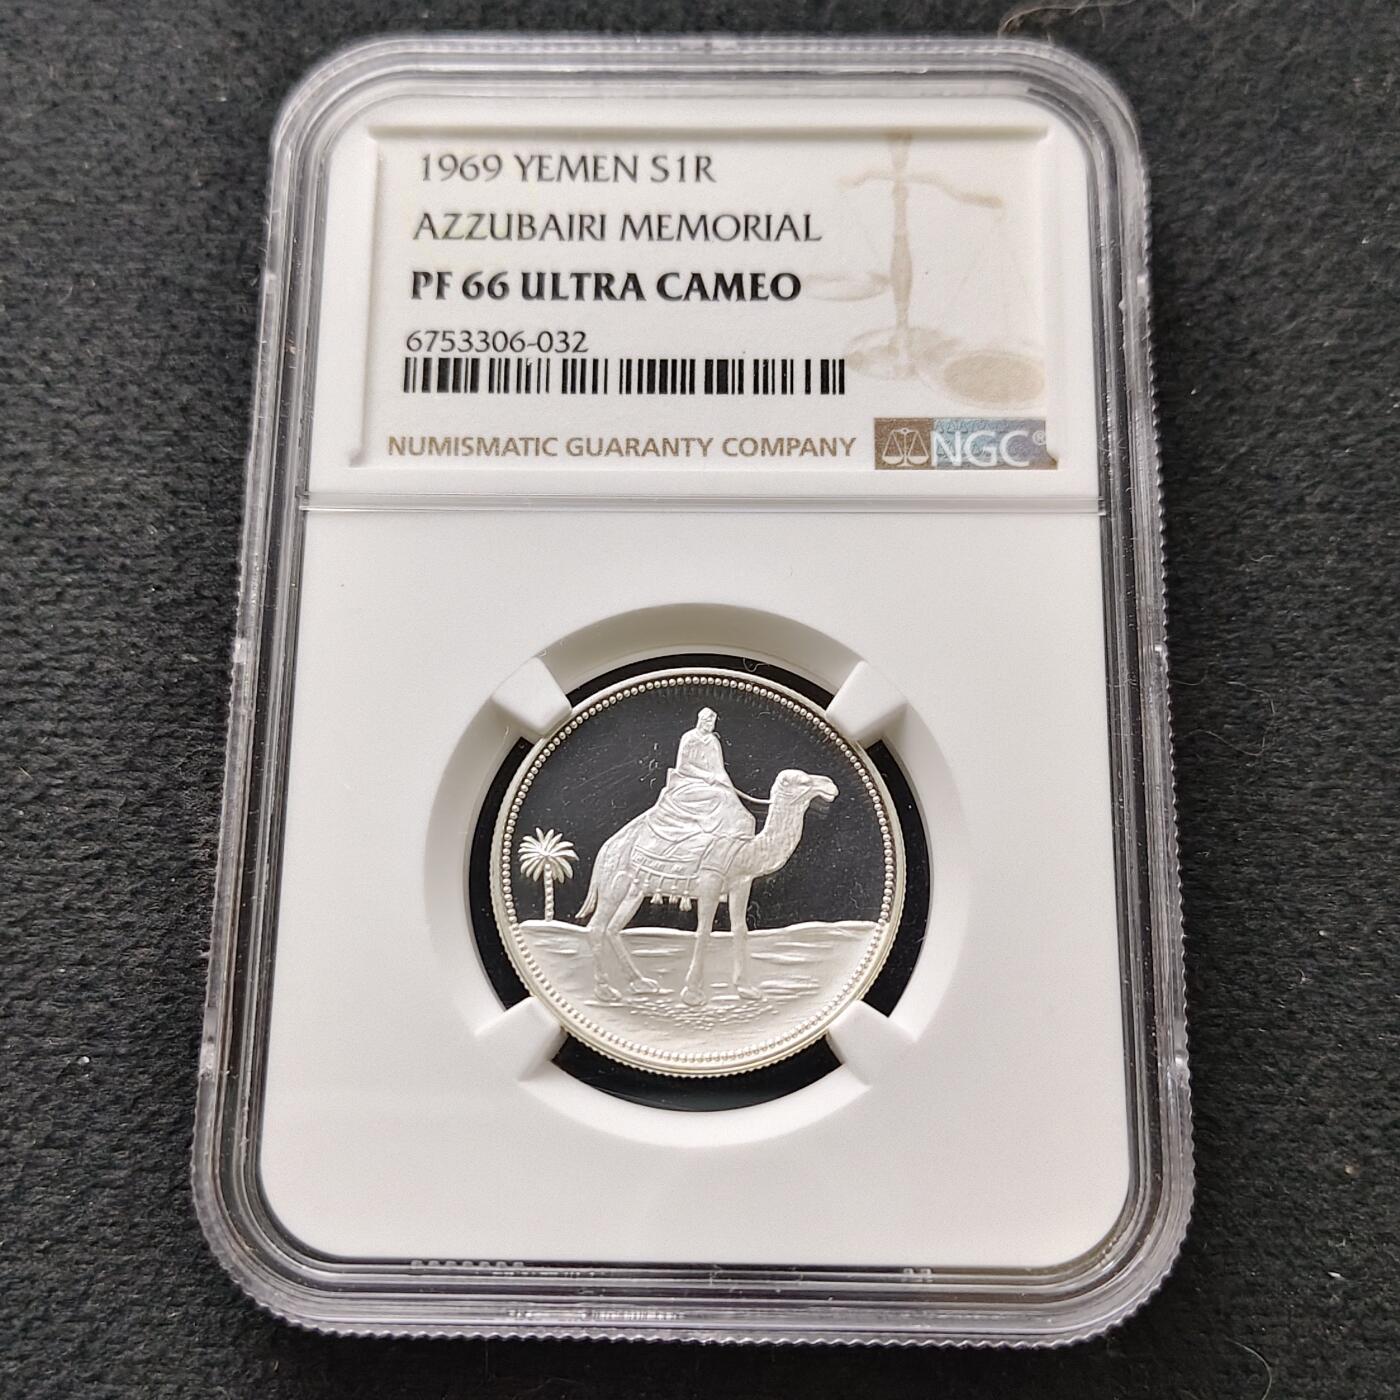 1969 YEMEN S1R
AZZUBAIRI MEMORIAL
PF 66 ULTRA CAMEO
6753306-032
NUMISMATIC GUARANTY COMPANY
NGC®